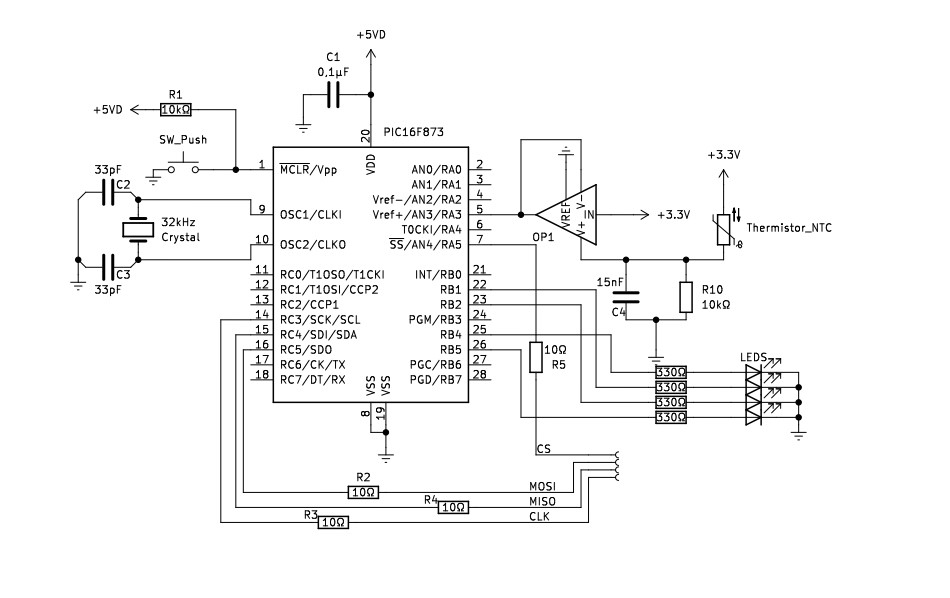 +5VD
C1
0,1µF
R1
+5VD
10kΩ
PIC16F873
SW_Push
20
VDD
1
MCLR/Vpp
AN0/RA0
2
AN1/RA1
3
Vref-/AN2/RA2
4
9
OSC1/CLKI
Vref+/AN3/RA3
5
T0CKI/RA4
6
10
OSC2/CLKO
SS/AN4/RA5
7
11
RC0/T1OSO/T1CKI
INT/RB0
21
12
RC1/T1OSI/CCP2
RB1
22
13
RC2/CCP1
RB2
23
14
RC3/SCK/SCL
PGM/RB3
24
15
RC4/SDI/SDA
RB4
25
16
RC5/SDO
RB5
26
17
RC6/CK/TX
PGC/RB6
27
18
RC7/DT/RX
PGD/RB7
28
VSS
VSS
8
19
33pF
C2
32kHz
Crystal
C3
33pF
VREF
V-
IN
V+
OP1
+3.3V
+3.3V
θ
Thermistor_NTC
15nF
C4
R10
10kΩ
10Ω
R5
LEDS
330Ω
330Ω
330Ω
330Ω
CS
R2
10Ω
MOSI
R4
10Ω
MISO
R3
10Ω
CLK